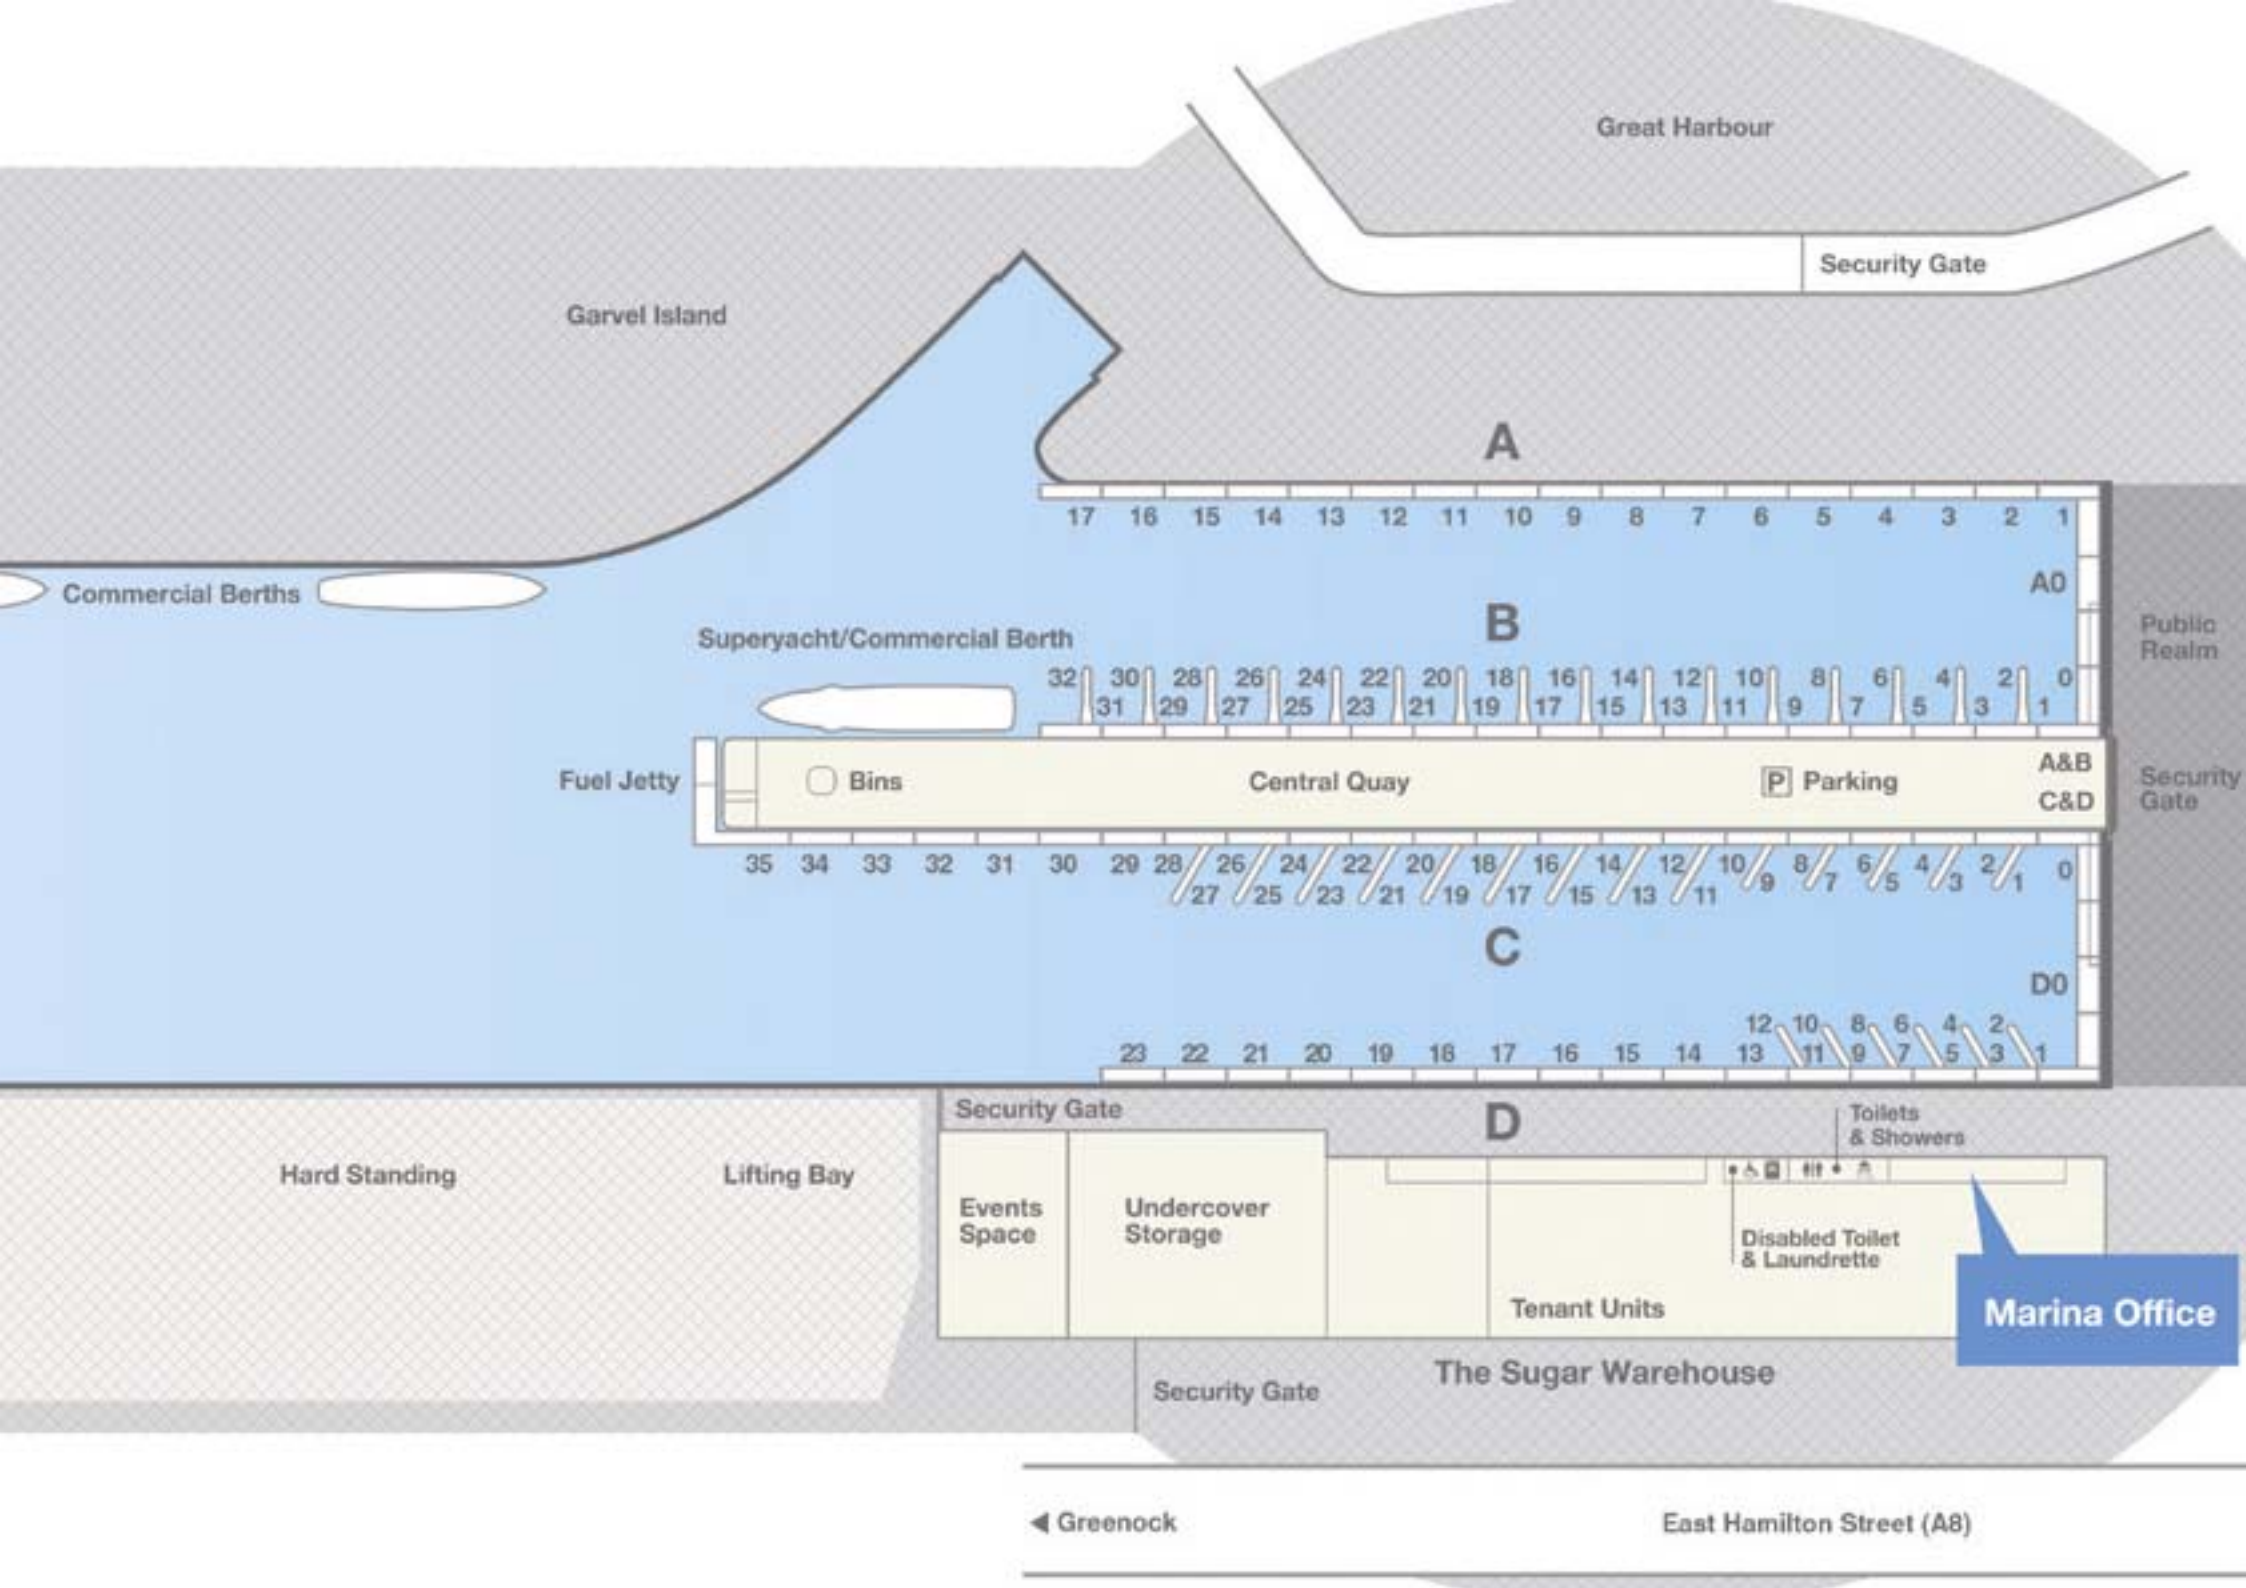 Great Harbour
Security Gate
Garvel Island
A
17 16 15 14 13 12 11 10 9 8 7 6 5 4 3 2 1
A0
Commercial Berths
B
Superyacht/Commercial Berth
Public
Realm
32 30 28 26 24 22 20 18 16 14 12 10 8 6 4 2 0
31 29 27 25 23 21 19 17 15 13 11 9 7 5 3 1
Fuel Jetty
Bins
Central Quay
P Parking
A&B
C&D
Security
Gate
35 34 33 32 31 30 29 28 26 24 22 20 18 16 14 12 10 8 6 4 2 0
27 25 23 21 19 17 15 13 11 9 7 5 3 1
C
D0
12 10 8 6 4 2
23 22 21 20 19 18 17 16 15 14 13 11 9 7 5 3 1
Security Gate
D
Toilets
& Showers
Hard Standing
Lifting Bay
Events
Space
Undercover
Storage
Disabled Toilet
& Laundrette
Tenant Units
Marina Office
The Sugar Warehouse
Security Gate
Greenock
East Hamilton Street (A8)